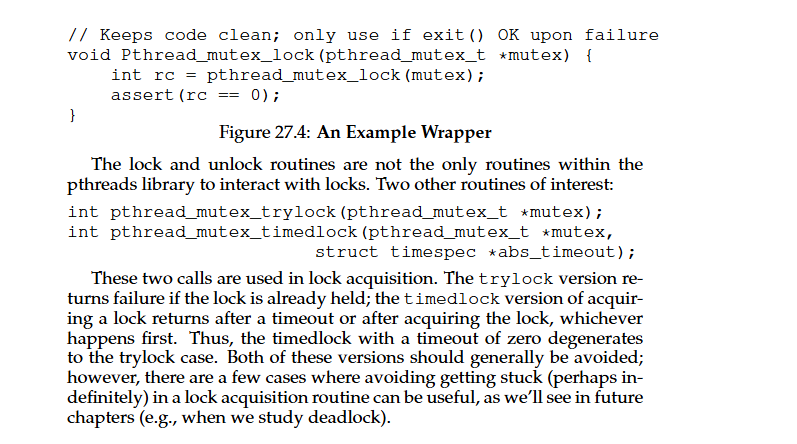 // Keeps code clean; only use if exit() OK upon failure
void Pthread_mutex_lock(pthread_mutex_t *mutex) {
    int rc = pthread_mutex_lock(mutex);
    assert(rc == 0);
}
Figure 27.4: An Example Wrapper
The lock and unlock routines are not the only routines within the
pthreads library to interact with locks. Two other routines of interest:
int pthread_mutex_trylock(pthread_mutex_t *mutex);
int pthread_mutex_timedlock(pthread_mutex_t *mutex,
                       struct timespec *abs_timeout);
These two calls are used in lock acquisition. The trylock version re-
turns failure if the lock is already held; the timedlock version of acquir-
ing a lock returns after a timeout or after acquiring the lock, whichever
happens first. Thus, the timedlock with a timeout of zero degenerates
to the trylock case. Both of these versions should generally be avoided;
however, there are a few cases where avoiding getting stuck (perhaps in-
definitely) in a lock acquisition routine can be useful, as we'll see in future
chapters (e.g., when we study deadlock).